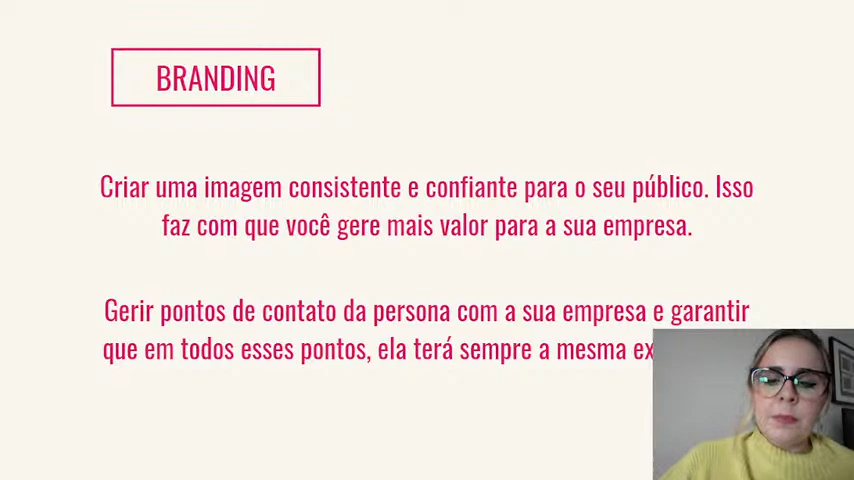 BRANDING
Criar uma imagem consistente e confiante para o seu público. Isso
faz com que você gere mais valor para a sua empresa.
Gerir pontos de contato da persona com a sua empresa e garantir
que em todos esses pontos, ela terá sempre a mesma